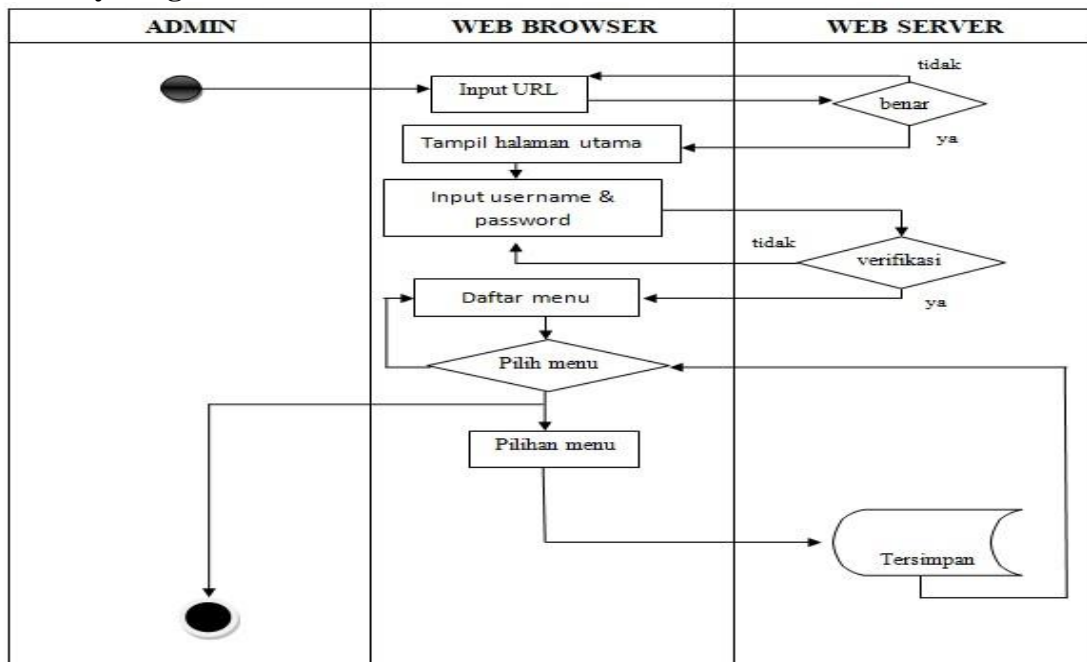 ADMIN
WEB BROWSER
WEB SERVER
tidak
Input URL
benar
ya
Tampil halaman utama
Input username &
password
tidak
verifikasi
Daftar menu
ya
Pilih menu
Pilihan menu
Tersimpan